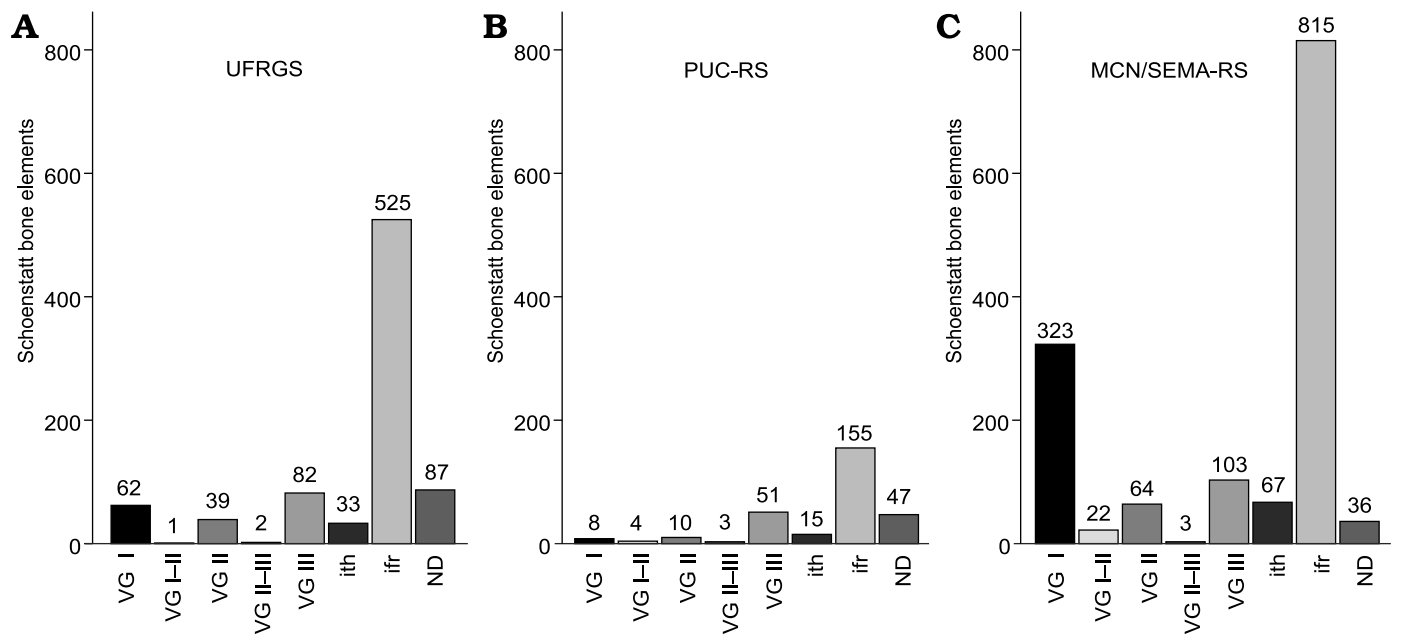 A
UFRGS
Schoenstatt bone elements
800
600
400
200
0
62
1
39
2
82
33
525
87
VG I
VG I–II
VG II
VG II–III
VG III
ith
ifr
ND
B
PUC-RS
Schoenstatt bone elements
800
600
400
200
0
8
4
10
3
51
15
155
47
VG I
VG I–II
VG II
VG II–III
VG III
ith
ifr
ND
C
MCN/SEMA-RS
Schoenstatt bone elements
800
600
400
200
0
323
22
64
3
103
67
815
36
VG I
VG I–II
VG II
VG II–III
VG III
ith
ifr
ND